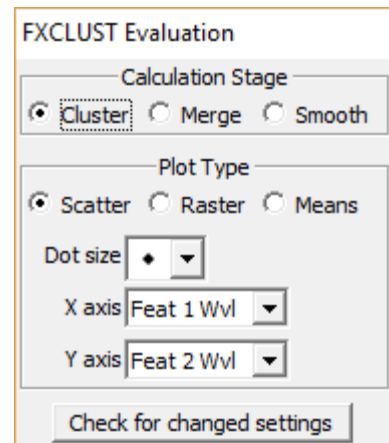 FXCLUST Evaluation
Calculation Stage
Cluster Merge Smooth
Plot Type
Scatter Raster Means
Dot size
X axis Feat 1 Wvl
Y axis Feat 2 Wvl
Check for changed settings